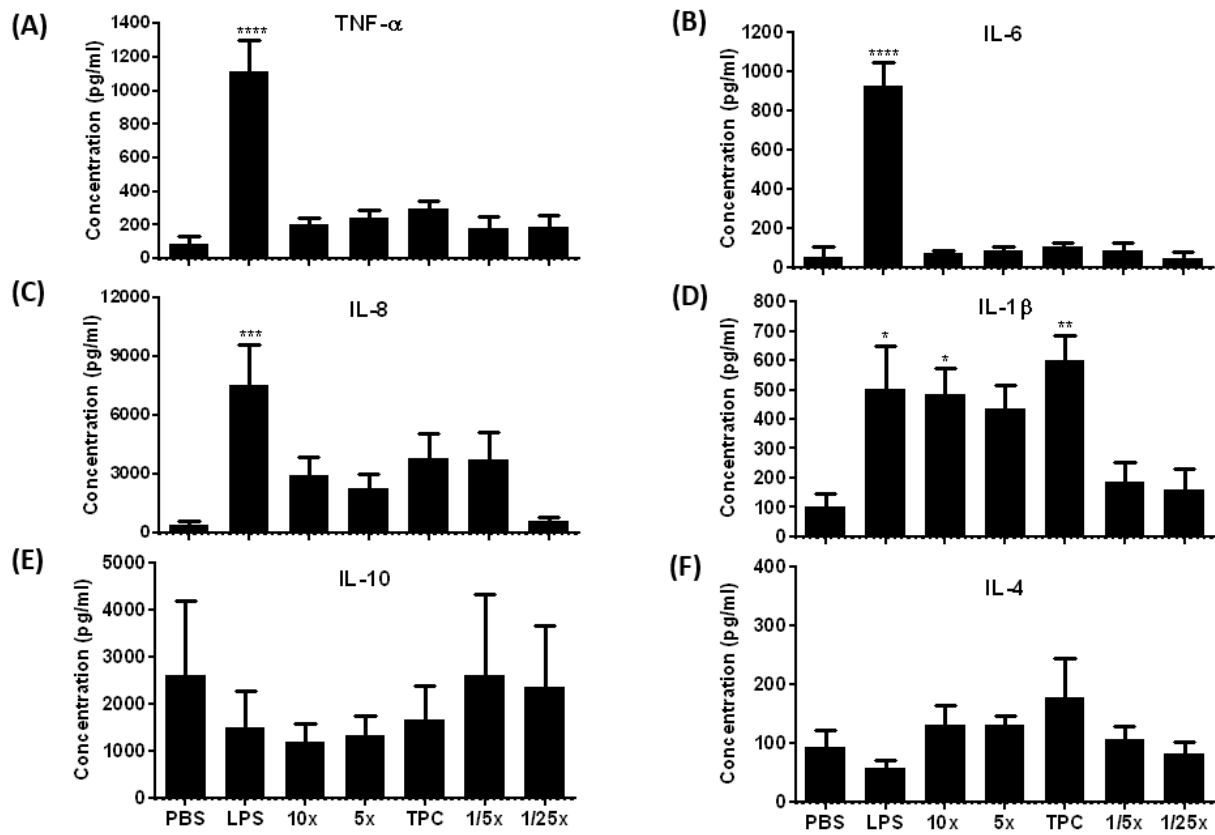 (A)
TNF-α
Concentration (pg/ml)
1400
1200
1000
800
600
400
200
0
****
(B)
IL-6
Concentration (pg/ml)
1200
1000
800
600
400
200
0
****
(C)
IL-8
Concentration (pg/ml)
12000
9000
6000
3000
0
***
(D)
IL-1β
Concentration (pg/ml)
800
700
600
500
400
300
200
100
0
* * **
(E)
IL-10
Concentration (pg/ml)
5000
4000
3000
2000
1000
0
PBS LPS 10x 5x TPC 1/5x 1/25x
(F)
IL-4
Concentration (pg/ml)
400
300
200
100
0
PBS LPS 10x 5x TPC 1/5x 1/25x